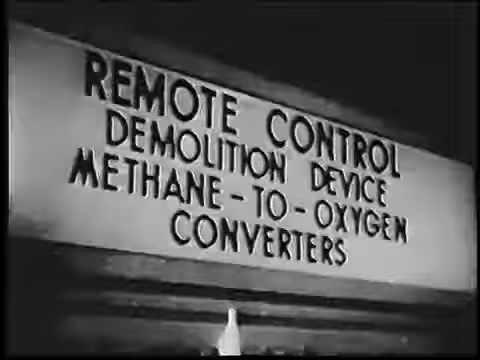 REMOTE CONTROL
DEMOLITION DEVICE
METHANE-TO-OXYGEN
CONVERTERS